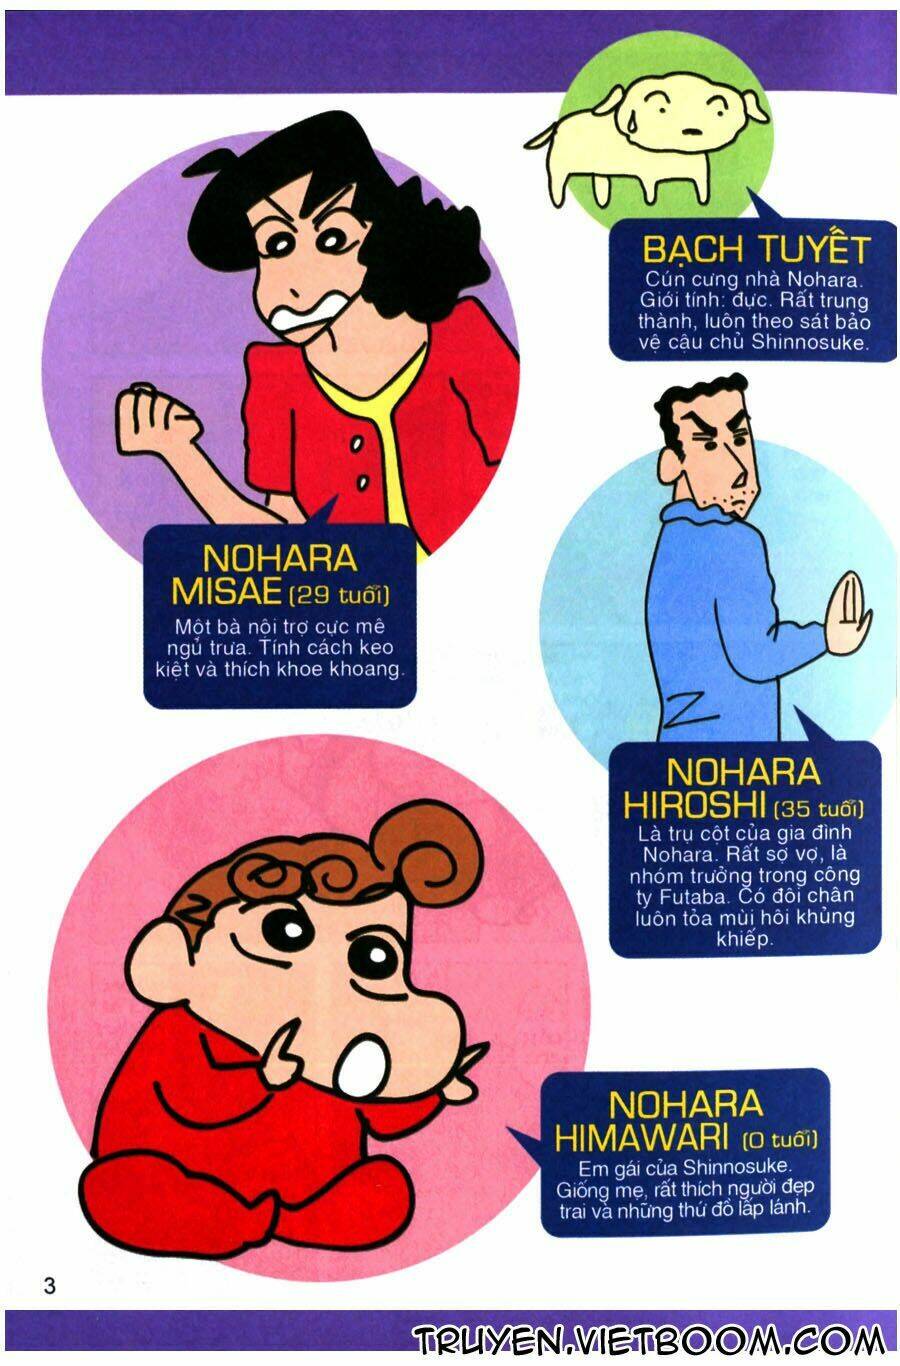 BẠCH TUYẾT
Cún cưng nhà Nohara.
Giới tính: đực. Rất trung
thành, luôn theo sát bảo
vệ cậu chủ Shinnosuke.
NOHARA
MISAE (29 tuổi)
Một bà nội trợ cực mê
ngủ trưa. Tính cách keo
kiệt và thích khoe khoang.
NOHARA
HIROSHI (35 tuổi)
Là trụ cột của gia đình
Nohara. Rất sợ vợ, là
nhóm trưởng trong công
ty Futaba. Có đôi chân
luôn tỏa mùi hôi khủng
khiếp.
NOHARA
HIMAWARI (0 tuổi)
Em gái của Shinnosuke.
Giống mẹ, rất thích người đẹp
trai và những thứ đồ lấp lánh.
3
TRUYEN.VIETBOOM.COM